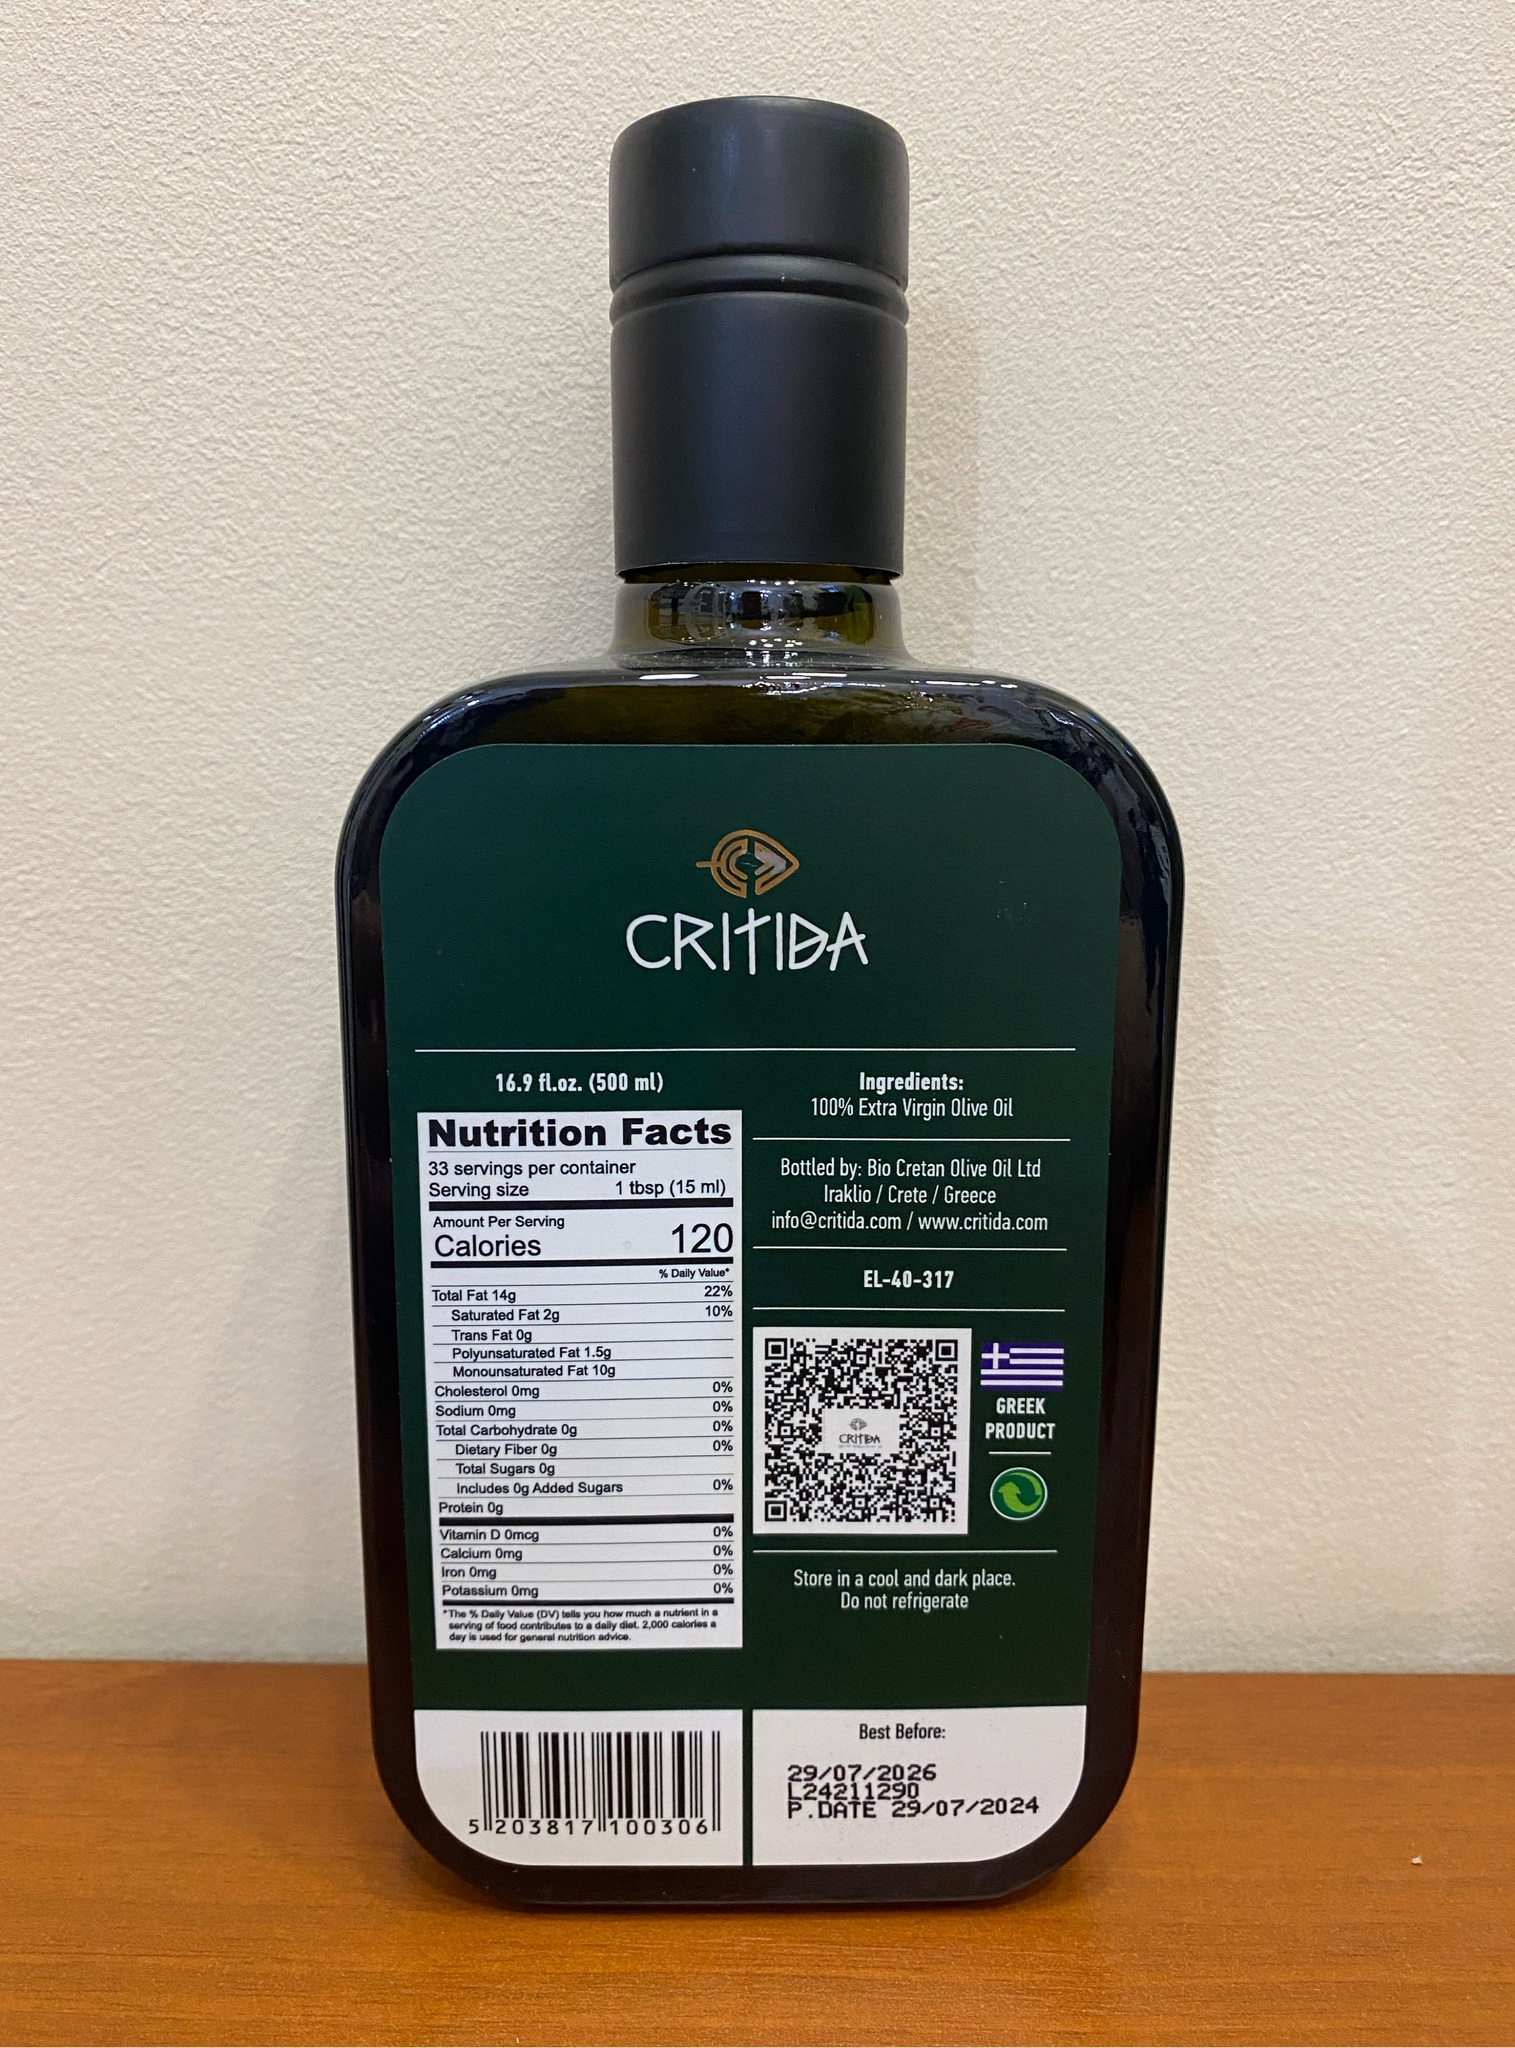 CRITIDA
16.9 fl.oz. (500 ml)
Nutrition Facts
33 servings per container
Serving size 1 tbsp (15 ml)
Amount Per Serving
Calories 120
% Daily Value*
Total Fat 14g 22%
Saturated Fat 2g 10%
Trans Fat 0g
Polyunsaturated Fat 1.5g
Monounsaturated Fat 10g
Cholesterol 0mg 0%
Sodium 0mg 0%
Total Carbohydrate 0g 0%
Dietary Fiber 0g 0%
Total Sugars 0g
Includes 0g Added Sugars 0%
Protein 0g
Vitamin D 0mcg 0%
Calcium 0mg 0%
Iron 0mg 0%
Potassium 0mg 0%
*The % Daily Value (DV) tells you how much a nutrient in a
serving of food contributes to a daily diet. 2,000 calories a
day is used for general nutrition advice.
Ingredients:
100% Extra Virgin Olive Oil
Bottled by: Bio Cretan Olive Oil Ltd
Iraklio / Crete / Greece
info@critida.com / www.critida.com
EL-40-317
CRITIDA
GREEK
PRODUCT
Store in a cool and dark place.
Do not refrigerate
5 203817 100306
Best Before:
29/07/2026
L24211290
P.DATE 29/07/2024